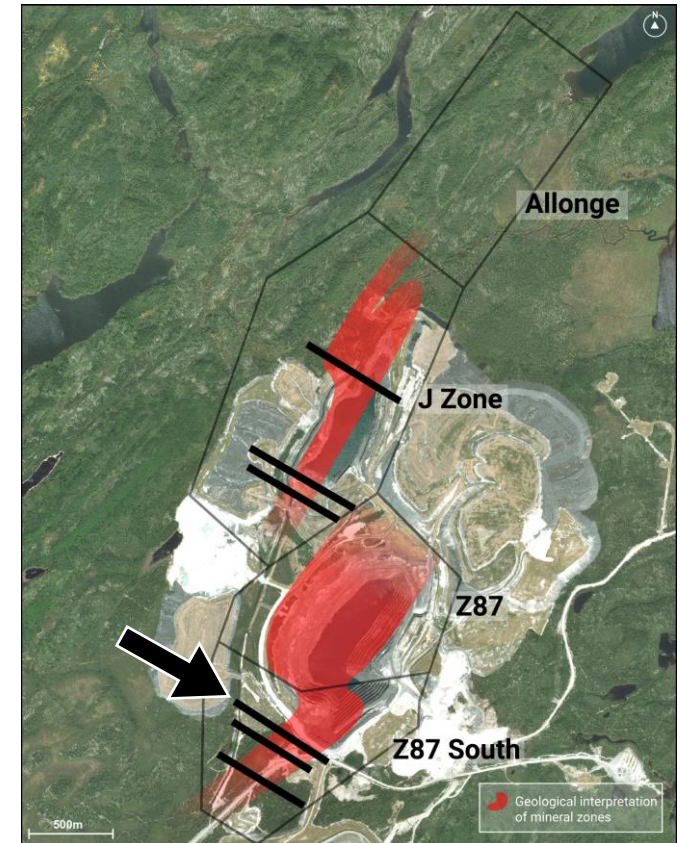 N
Allonge
J Zone
Z87
Z87 South
Geological interpretation
of mineral zones
500m